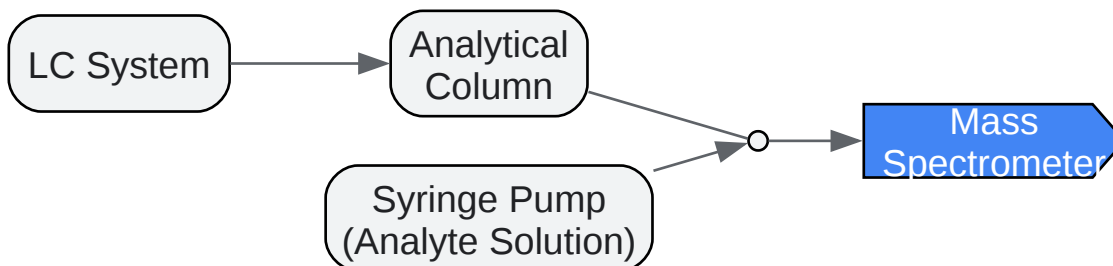 LC System
Analytical
Column
Syringe Pump
(Analyte Solution)
Mass
Spectrometer